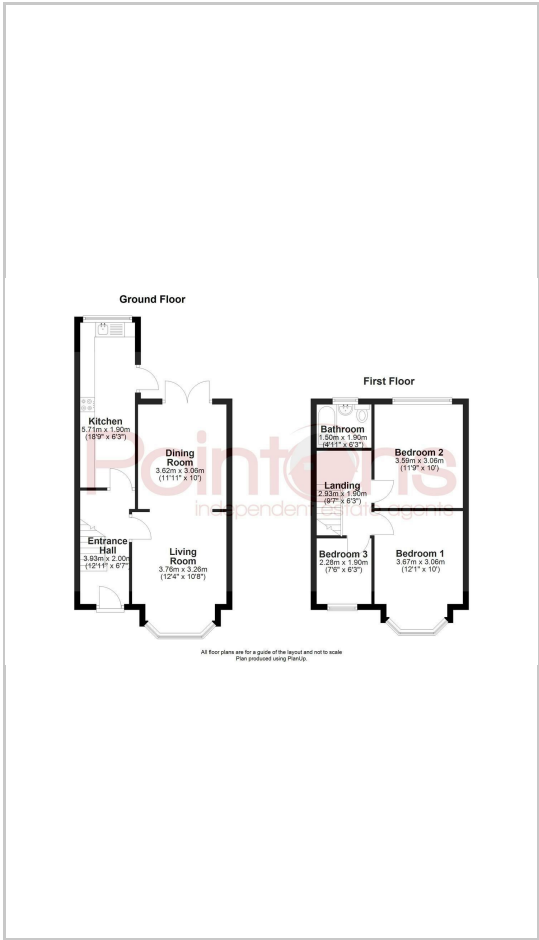 Ground Floor
Kitchen
5.71m x 1.90m
(18'9" x 6'3")
Dining
Room
3.62m x 3.06m
(11'11" x 10')
Entrance
Hall
3.93m x 2.00m
(12'11" x 6'7")
Living
Room
3.76m x 3.26m
(12'4" x 10'8")
First Floor
Bathroom
1.50m x 1.90m
(4'11" x 6'3")
Bedroom 2
3.59m x 3.06m
(11'9" x 10')
Landing
2.93m x 1.90m
(9'7" x 6'3")
Bedroom 3
2.28m x 1.90m
(7'6" x 6'3")
Bedroom 1
3.67m x 3.06m
(12'1" x 10')
Pointons
independent estate agents
All floor plans are for a guide of the layout and not to scale
Plan produced using PlanUp.